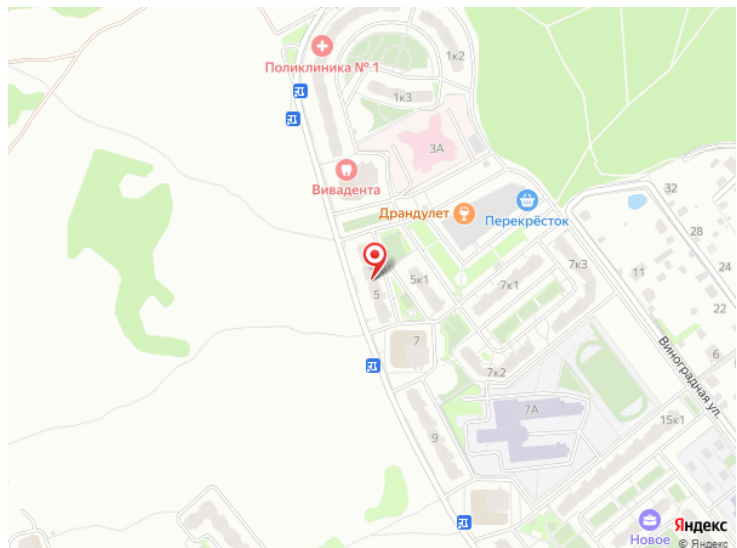 1к2
Поликлиника № 1
1к3
3А
Вивадента
32
Драндулет
Перекрёсток
28
11
24
5к1
7к1
7к3
5
22
7
Виноградная ул.
6
7к2
7А
15к1
9
Новое
Яндекс
© Яндекс